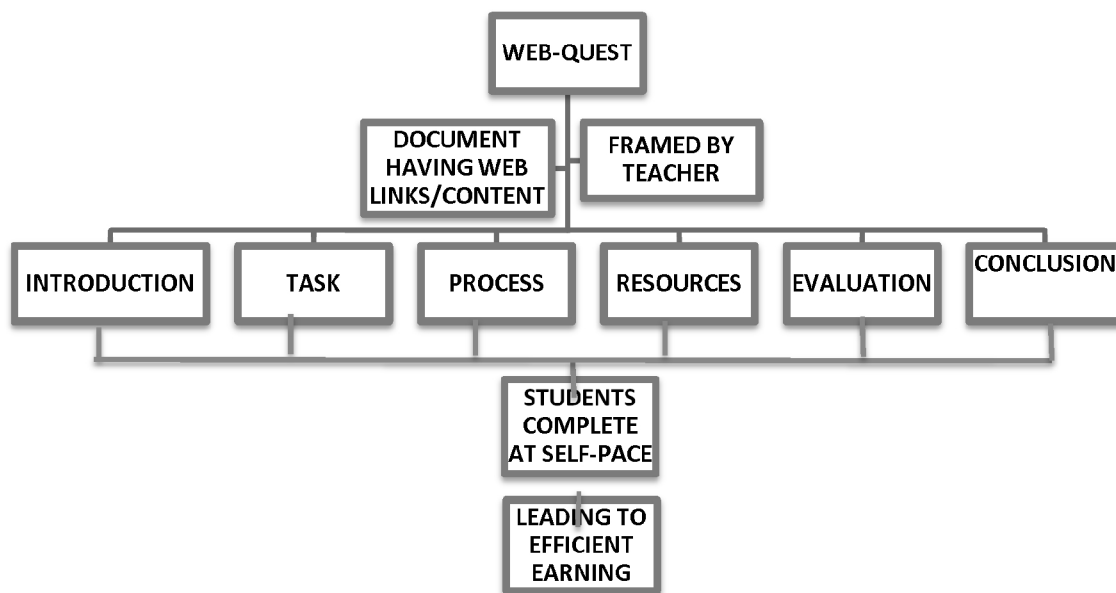 WEB-QUEST
DOCUMENT
HAVING WEB
LINKS/CONTENT
FRAMED BY
TEACHER
INTRODUCTION
TASK
PROCESS
RESOURCES
EVALUATION
CONCLUSION
STUDENTS
COMPLETE
AT SELF-PACE
LEADING TO
EFFICIENT
EARNING